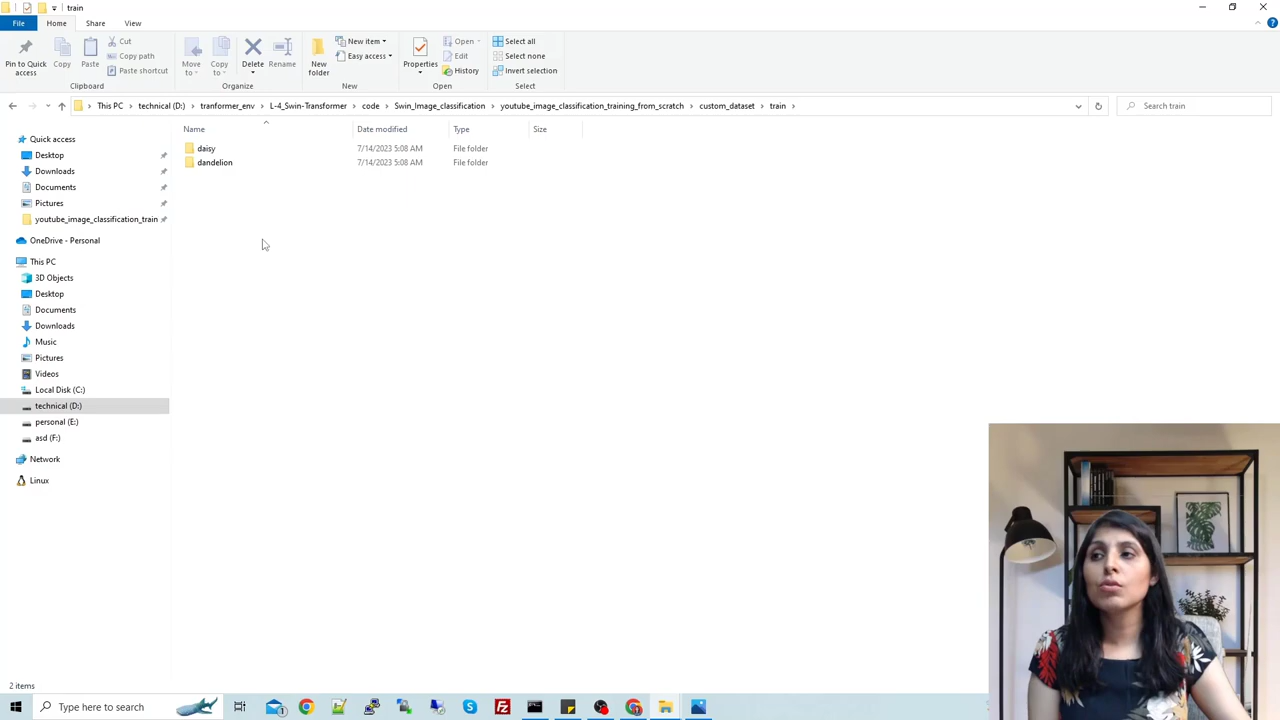 train
File
Home
Share
View
Pin to Quick access
Copy
Paste
Cut
Copy path
Paste shortcut
Clipboard
Move to
Copy to
Delete
Rename
Organize
New folder
New item
Easy access
New
Properties
Open
Edit
History
Open
Select all
Select none
Invert selection
Select
This PC > technical (D:) > tranformer_env > L-4_Swin-Transformer > code > Swin_Image_classification > youtube_image_classification_training_from_scratch > custom_dataset > train >
Search train
Name Date modified Type Size
daisy 7/14/2023 5:08 AM File folder
dandelion 7/14/2023 5:08 AM File folder
Quick access
Desktop
Downloads
Documents
Pictures
youtube_image_classification_train
OneDrive - Personal
This PC
3D Objects
Desktop
Documents
Downloads
Music
Pictures
Videos
Local Disk (C:)
technical (D:)
personal (E:)
asd (F:)
Network
Linux
2 items
Type here to search